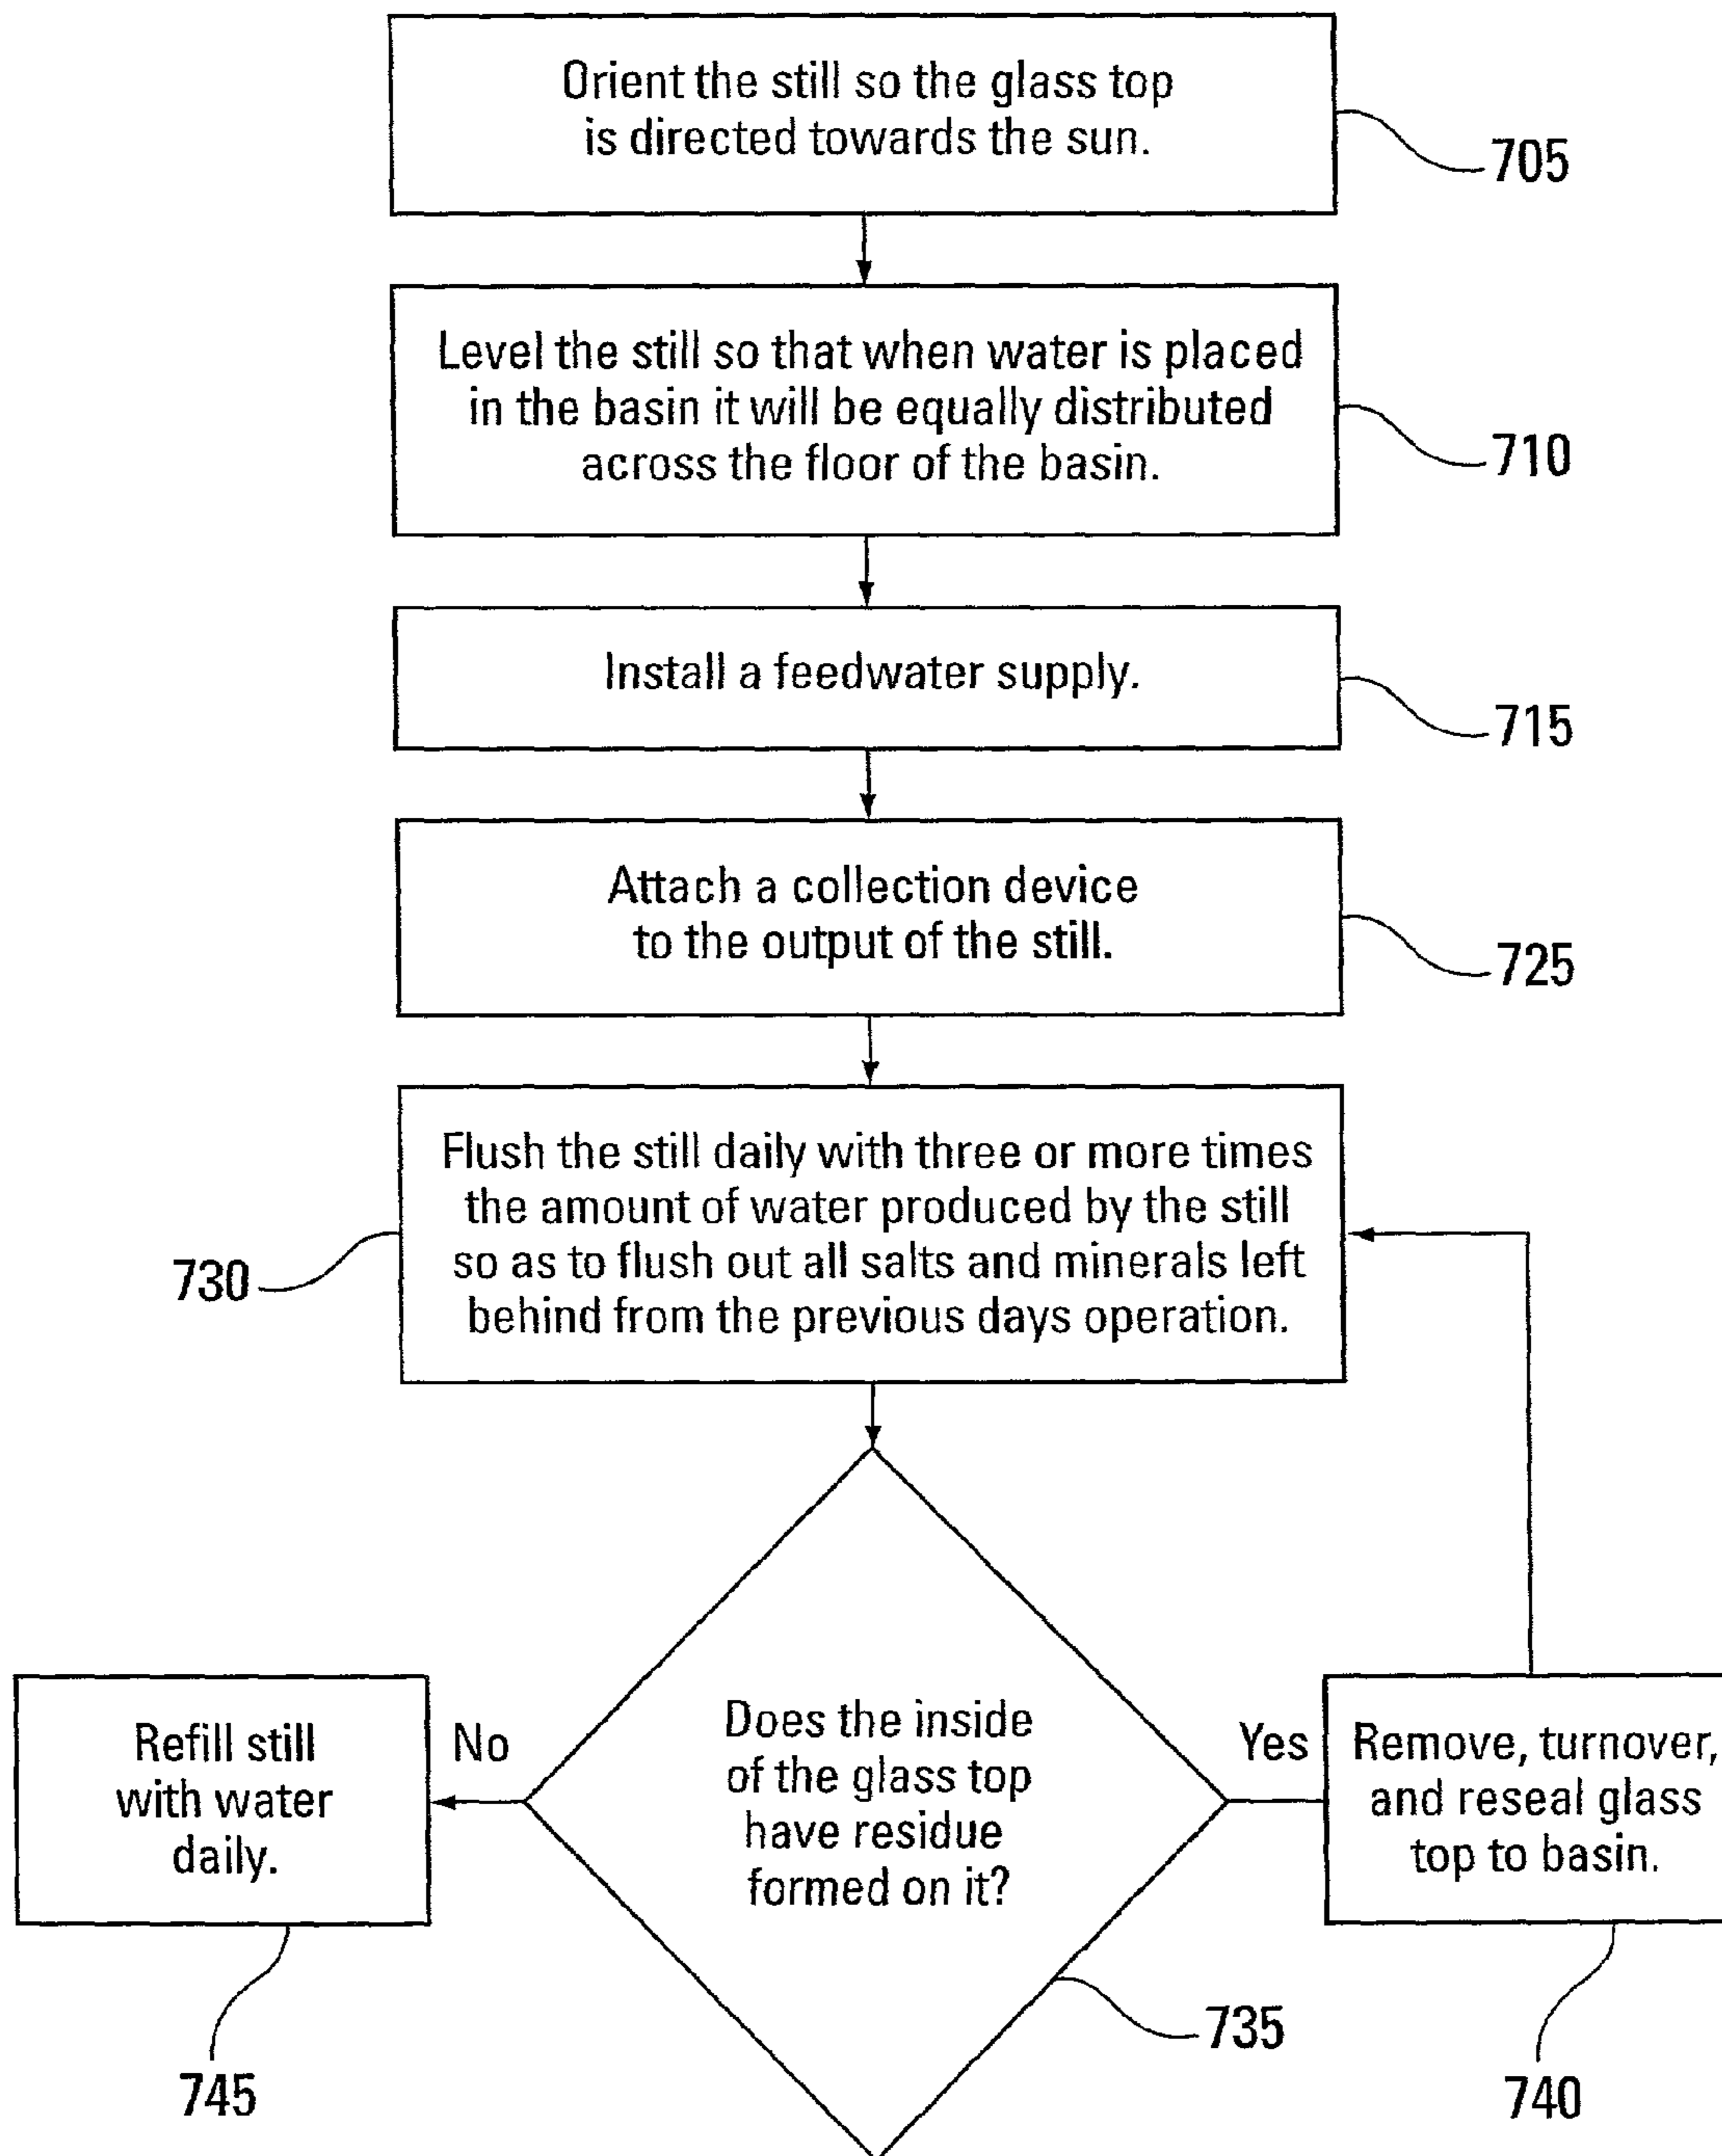 Orient the still so the glass top
is directed towards the sun.
705
Level the still so that when water is placed
in the basin it will be equally distributed
across the floor of the basin.
710
Install a feedwater supply.
715
Attach a collection device
to the output of the still.
725
Flush the still daily with three or more times
the amount of water produced by the still
so as to flush out all salts and minerals left
behind from the previous days operation.
730
Does the inside
of the glass top
have residue
formed on it?
735
No
Refill still
with water
daily.
745
Yes
Remove, turnover,
and reseal glass
top to basin.
740